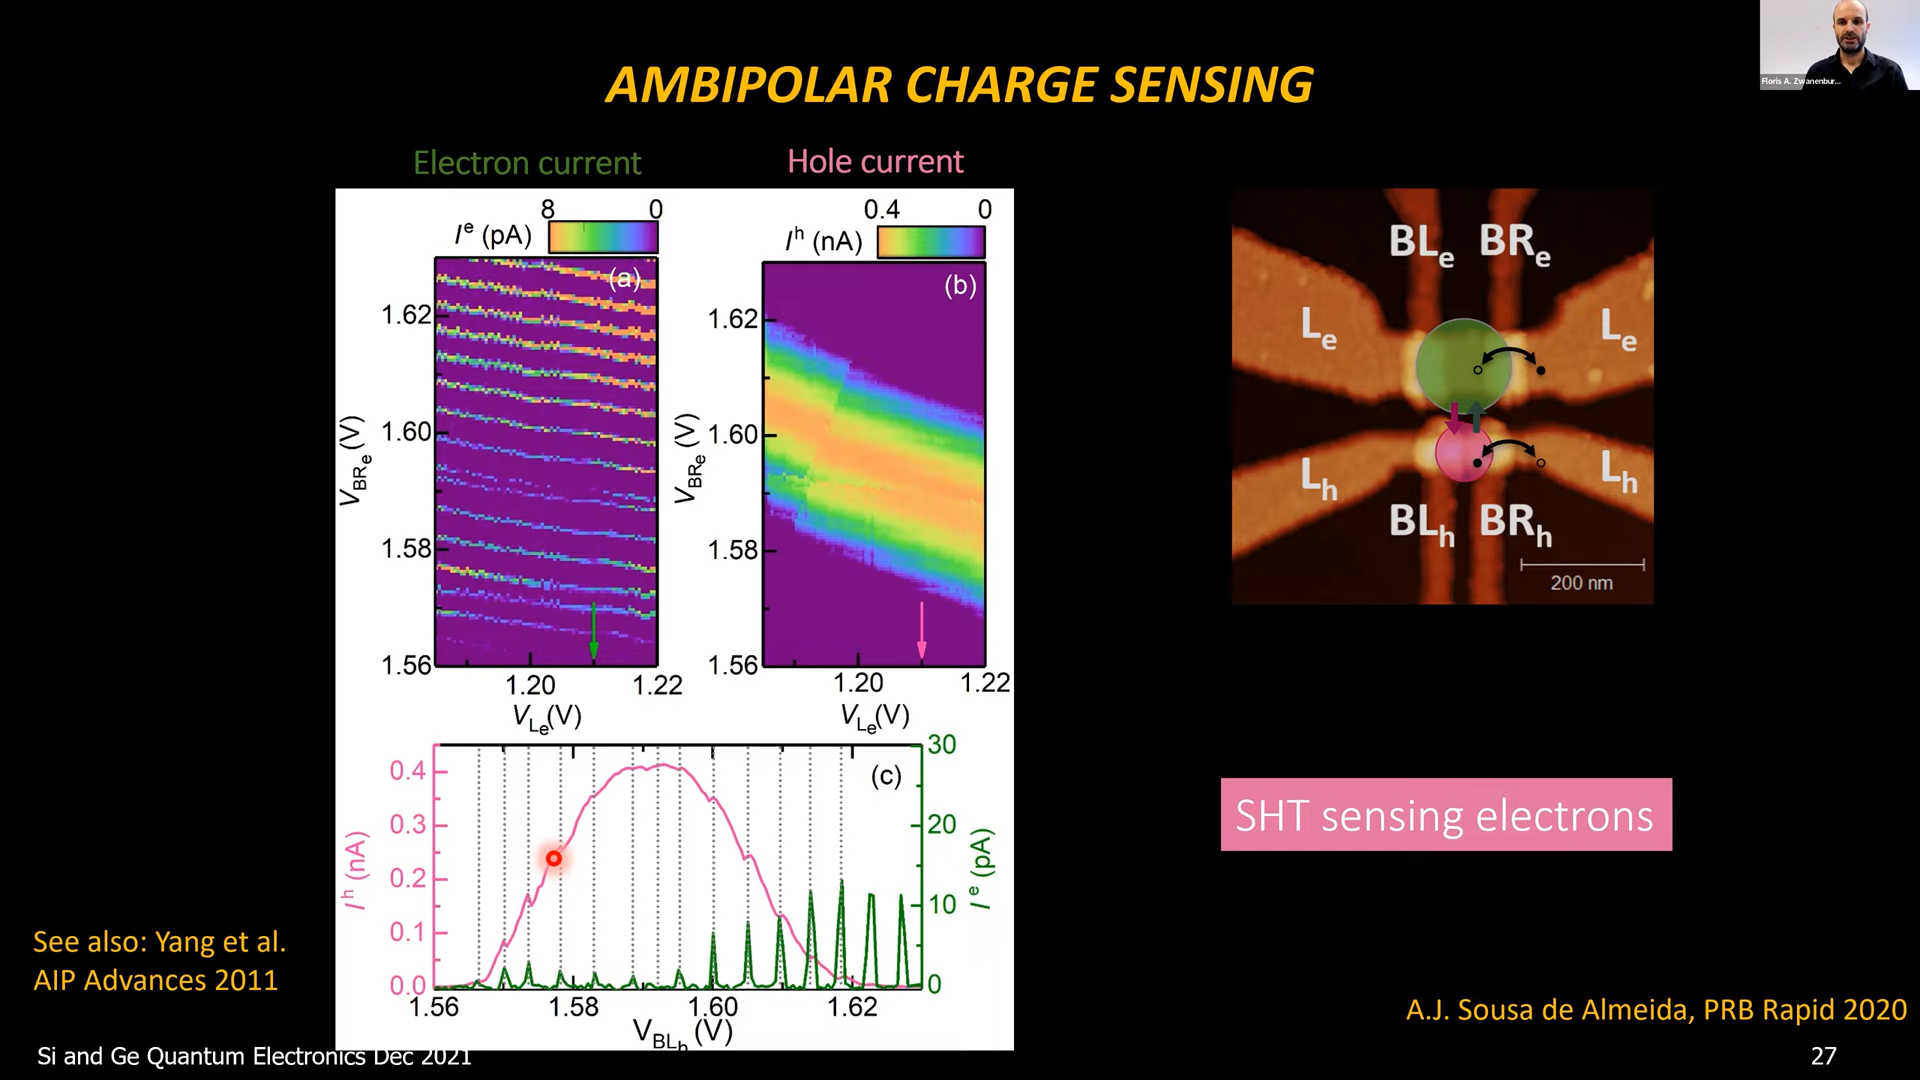 AMBIPOLAR CHARGE SENSING
Floris A. Zwanenbur...
Electron current
Hole current
8 0
Iᵉ (pA)
0.4 0
Iʰ (nA)
(a)
(b)
1.62
1.60
1.58
1.56
V_BRₑ (V)
1.20 1.22
V_Lₑ(V)
1.62
1.60
1.58
1.56
V_BRₑ (V)
1.20 1.22
V_Lₑ(V)
(c)
0.4
0.3
0.2
0.1
0.0
Iʰ (nA)
30
20
10
0
Iᵉ (pA)
1.56 1.58 1.60 1.62
V_BLₕ (V)
BLₑ BRₑ
Lₑ Lₑ
Lₕ Lₕ
BLₕ BRₕ
200 nm
SHT sensing electrons
See also: Yang et al.
AIP Advances 2011
A.J. Sousa de Almeida, PRB Rapid 2020
Si and Ge Quantum Electronics Dec 2021
27